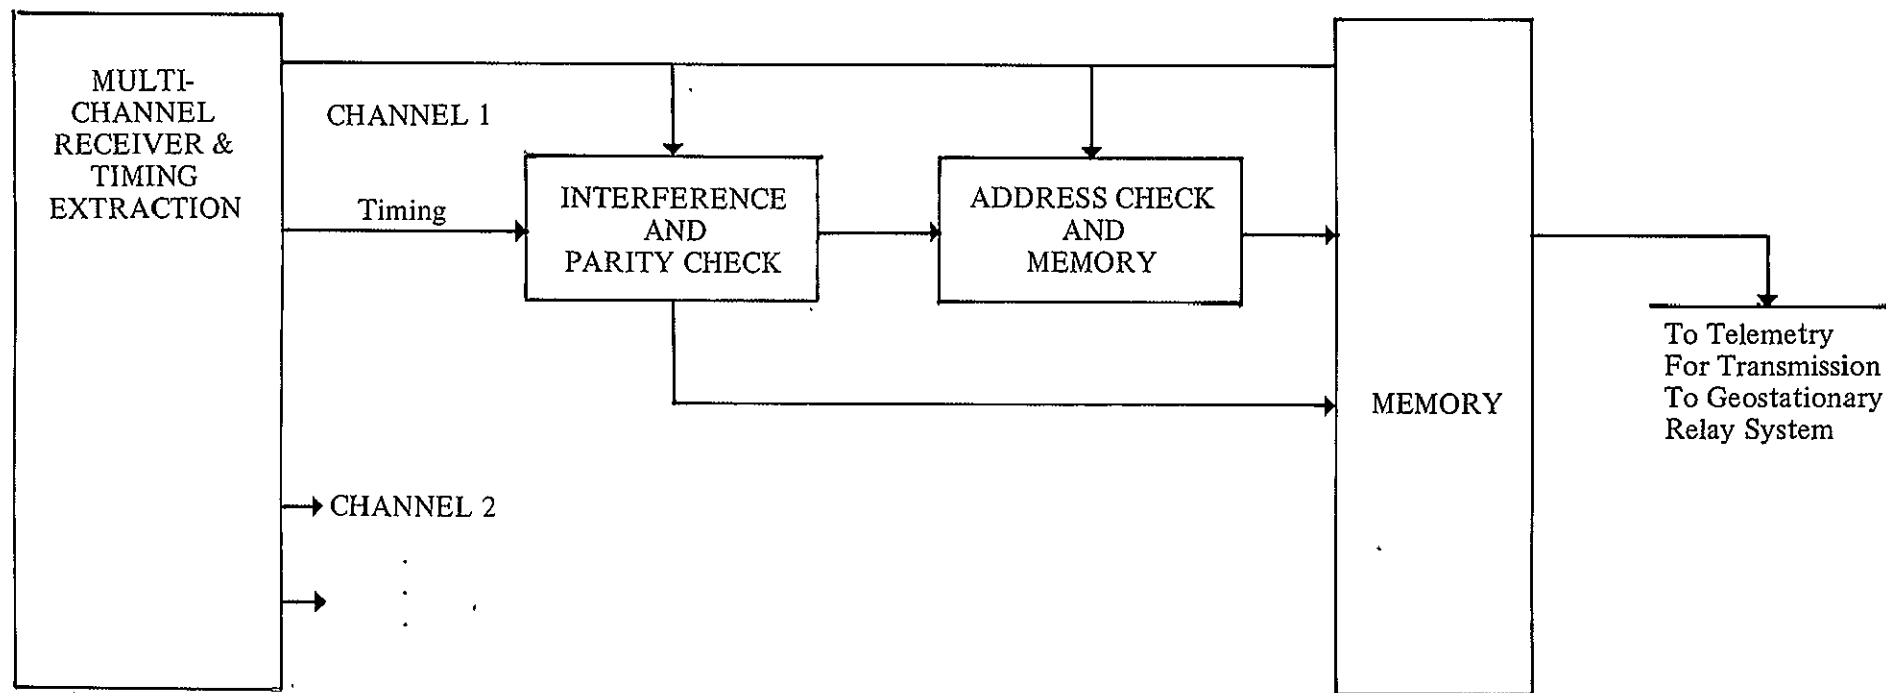 MULTI-
CHANNEL
RECEIVER &
TIMING
EXTRACTION
CHANNEL 1
Timing
INTERFERENCE
AND
PARITY CHECK
ADDRESS CHECK
AND
MEMORY
MEMORY
To Telemetry
For Transmission
To Geostationary
Relay System
CHANNEL 2